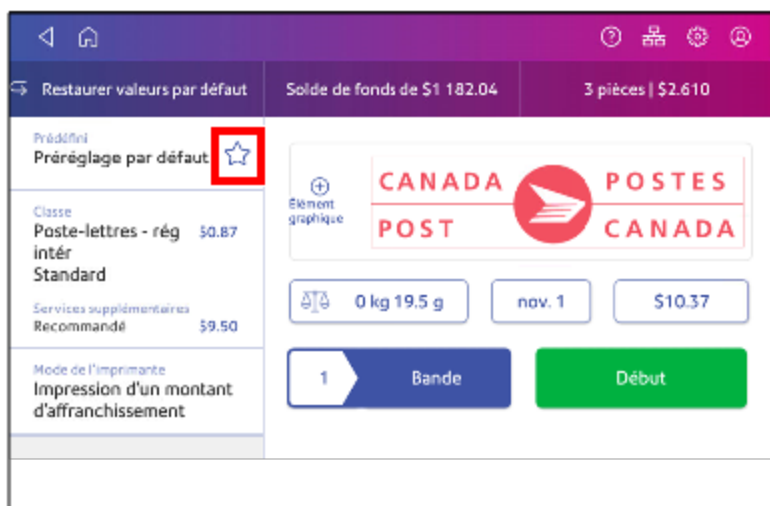 Restaurer valeurs par défaut
Solde de fonds de $1 182.04
3 pièces | $2.610
Prédéfini
Préréglage par défaut
Classe
Poste-lettres - rég $0.87
intér
Standard
Services supplémentaires
Recommandé $9.50
Mode de l'imprimante
Impression d'un montant
d'affranchissement
Élément
graphique
CANADA POSTES
POST CANADA
0 kg 19.5 g
nov. 1
$10.37
1 Bande
Début